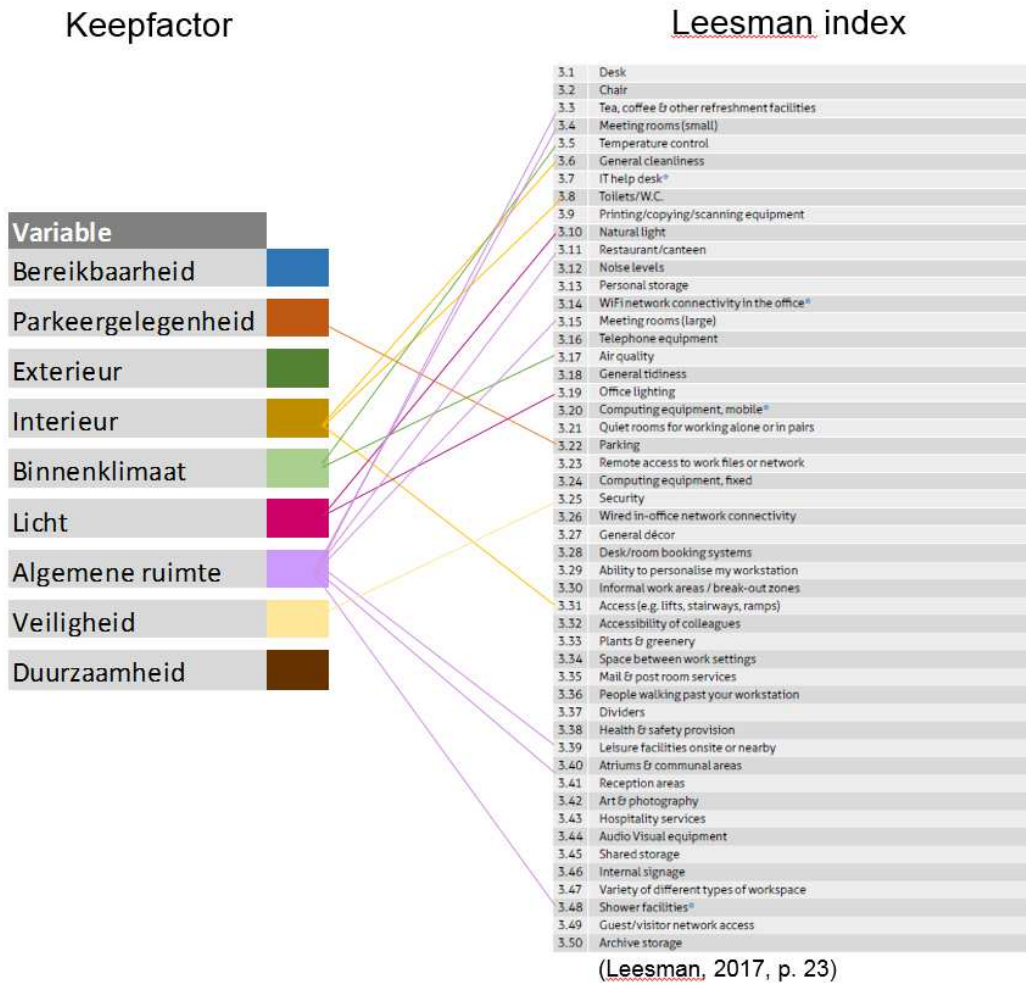 Keepfactor
Leesman index
Variable
Bereikbaarheid
Parkeergelegenheid
Exterieur
Interieur
Binnenklimaat
Licht
Algemene ruimte
Veiligheid
Duurzaamheid
3.1 Desk
3.2 Chair
3.3 Tea, coffee & other refreshment facilities
3.4 Meeting rooms (small)
3.5 Temperature control
3.6 General cleanliness
3.7 IT help desk*
3.8 Toilets/W.C.
3.9 Printing/copying/scanning equipment
3.10 Natural light
3.11 Restaurant/canteen
3.12 Noise levels
3.13 Personal storage
3.14 WiFi network connectivity in the office*
3.15 Meeting rooms (large)
3.16 Telephone equipment
3.17 Air quality
3.18 General tidiness
3.19 Office lighting
3.20 Computing equipment, mobile*
3.21 Quiet rooms for working alone or in pairs
3.22 Parking
3.23 Remote access to work files or network
3.24 Computing equipment, fixed
3.25 Security
3.26 Wired in-office network connectivity
3.27 General décor
3.28 Desk/room booking systems
3.29 Ability to personalise my workstation
3.30 Informal work areas / break-out zones
3.31 Access (e.g. lifts, stairways, ramps)
3.32 Accessibility of colleagues
3.33 Plants & greenery
3.34 Space between work settings
3.35 Mail & post room services
3.36 People walking past your workstation
3.37 Dividers
3.38 Health & safety provision
3.39 Leisure facilities onsite or nearby
3.40 Atriums & communal areas
3.41 Reception areas
3.42 Art & photography
3.43 Hospitality services
3.44 Audio Visual equipment
3.45 Shared storage
3.46 Internal signage
3.47 Variety of different types of workspace
3.48 Shower facilities*
3.49 Guest/visitor network access
3.50 Archive storage
(Leesman, 2017, p. 23)